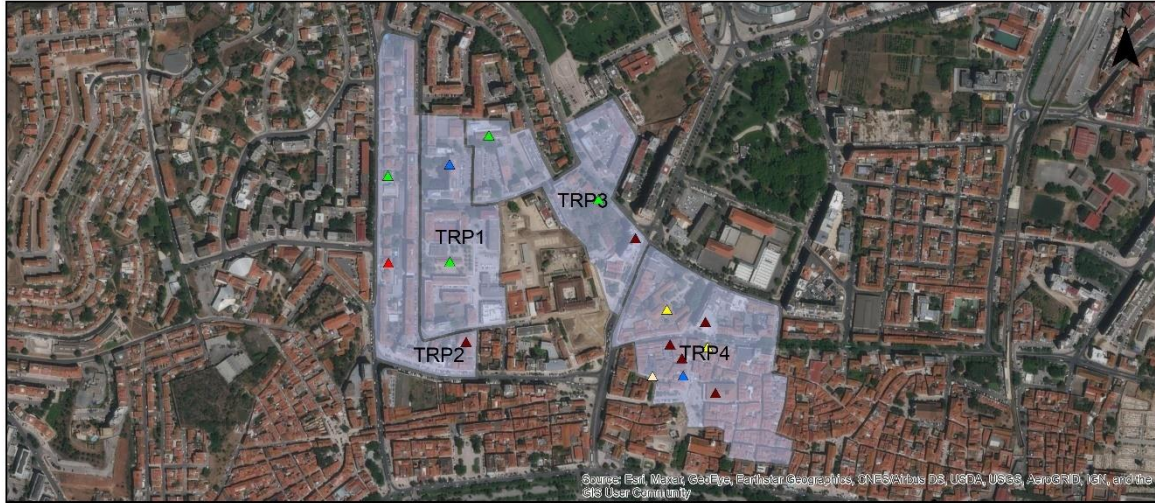 N
TRP3
TRP1
TRP2
TRP4
Source: Esri, Maxar, GeoEye, Earthstar Geographics, CNES/Airbus DS, USDA, USGS, AeroGRID, IGN, and the
GIS User Community